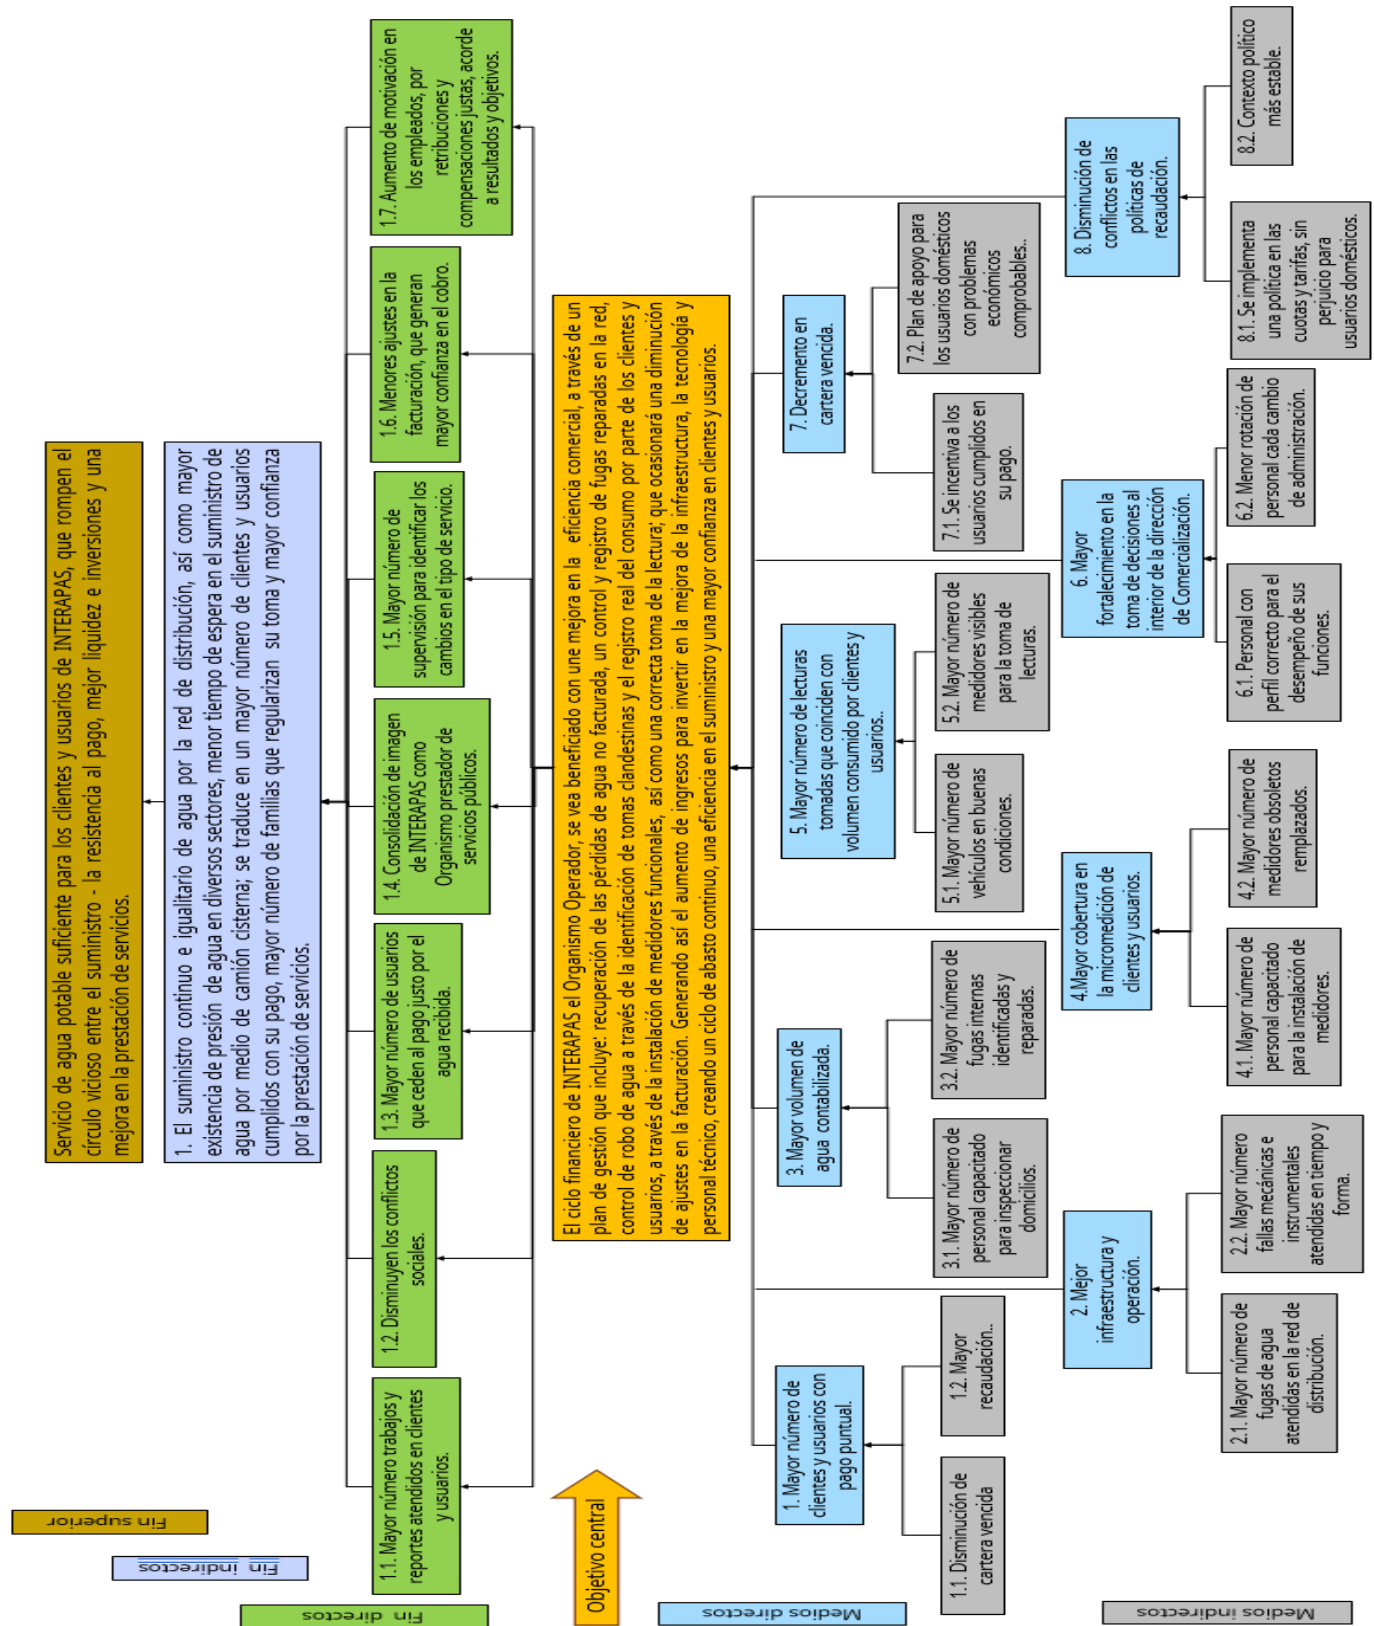 Fin superior
Servicio de agua potable suficiente para los clientes y usuarios de INTERAPAS, que rompen el
círculo vicioso entre el suministro - la resistencia al pago, mejor liquidez e inversiones y una
mejora en la prestación de servicios.
Fin indirectos
1. El suministro continuo e igualitario de agua por la red de distribución, así como mayor
existencia de presión de agua en diversos sectores, menor tiempo de espera en el suministro de
agua por medio de camión cisterna; se traduce en un mayor número de clientes y usuarios
cumplidos con su pago, mayor número de familias que regularizan su toma y mayor confianza
por la prestación de servicios.
Fin directos
1.1. Mayor número trabajos y
reportes atendidos en clientes
y usuarios.
1.2. Disminuyen los conflictos
sociales.
1.3. Mayor número de usuarios
que ceden al pago justo por el
agua recibida.
1.4. Consolidación de imagen
de INTERAPAS como
Organismo prestador de
servicios públicos.
1.5. Mayor número de
supervisión para identificar los
cambios en el tipo de servicio.
1.6. Menores ajustes en la
facturación, que generan
mayor confianza en el cobro.
1.7. Aumento de motivación en
los empleados, por
retribuciones y
compensaciones justas, acorde
a resultados y objetivos.
Objetivo central
El ciclo financiero de INTERAPAS el Organismo Operador, se vea beneficiado con une mejora en la eficiencia comercial, a través de un
plan de gestión que incluye: recuperación de las pérdidas de agua no facturada, un control y registro de fugas reparadas en la red,
control de robo de agua a través de la identificación de tomas clandestinas y el registro real del consumo por parte de los clientes y
usuarios, a través de la instalación de medidores funcionales, así como una correcta toma de la lectura; que ocasionará una diminución
de ajustes en la facturación. Generando así el aumento de ingresos para invertir en la mejora de la infraestructura, la tecnología y
personal técnico, creando un ciclo de abasto continuo, una eficiencia en el suministro y una mayor confianza en clientes y usuarios.
Medios directos
1. Mayor número de
clientes y usuarios con
pago puntual.
2. Mejor
infraestructura y
operación.
3. Mayor volumen de
agua contabilizada.
4.Mayor cobertura en
la micromedición de
clientes y usuarios.
5. Mayor número de lecturas
tomadas que coinciden con
volumen consumido por clientes y
usuarios..
6. Mayor
fortalecimiento en la
toma de decisiones al
interior de la dirección
de Comercialización.
7. Decremento en
cartera vencida.
8. Disminución de
conflictos en las
políticas de
recaudación.
Medios indirectos
1.1. Disminución de
cartera vencida
1.2. Mayor
recaudación..
2.1. Mayor número de
fugas de agua
atendidas en la red de
distribución.
2.2. Mayor número
fallas mecánicas e
instrumentales
atendidas en tiempo y
forma.
3.1. Mayor número de
personal capacitado
para inspeccionar
domicilios.
3.2. Mayor número de
fugas internas
identificadas y
reparadas.
4.1. Mayor número de
personal capacitado
para la instalación de
medidores.
4.2. Mayor número de
medidores obsoletos
remplazados.
5.1. Mayor número de
vehículos en buenas
condiciones.
5.2. Mayor número de
medidores visibles
para la toma de
lecturas.
6.1. Personal con
perfil correcto para el
desempeño de sus
funciones.
6.2. Menor rotación de
personal cada cambio
de administración.
7.1. Se incentiva a los
usuarios cumplidos en
su pago.
7.2. Plan de apoyo para
los usuarios domésticos
con problemas
económicos
comprobables..
8.1. Se implementa
una política en las
cuotas y tarifas, sin
perjuicio para
usuarios domésticos.
8.2. Contexto político
más estable.